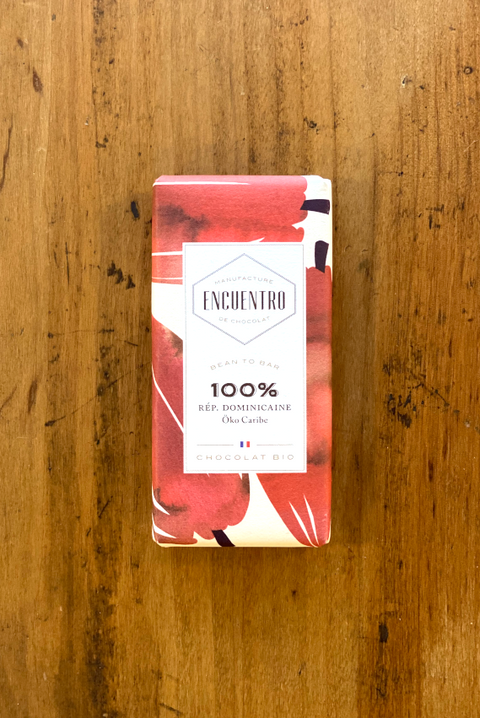 MANUFACTURE
ENCUENTRO
DE CHOCOLAT
BEAN TO BAR
100%
RÉP. DOMINICAINE
Öko Caribe
CHOCOLAT BIO